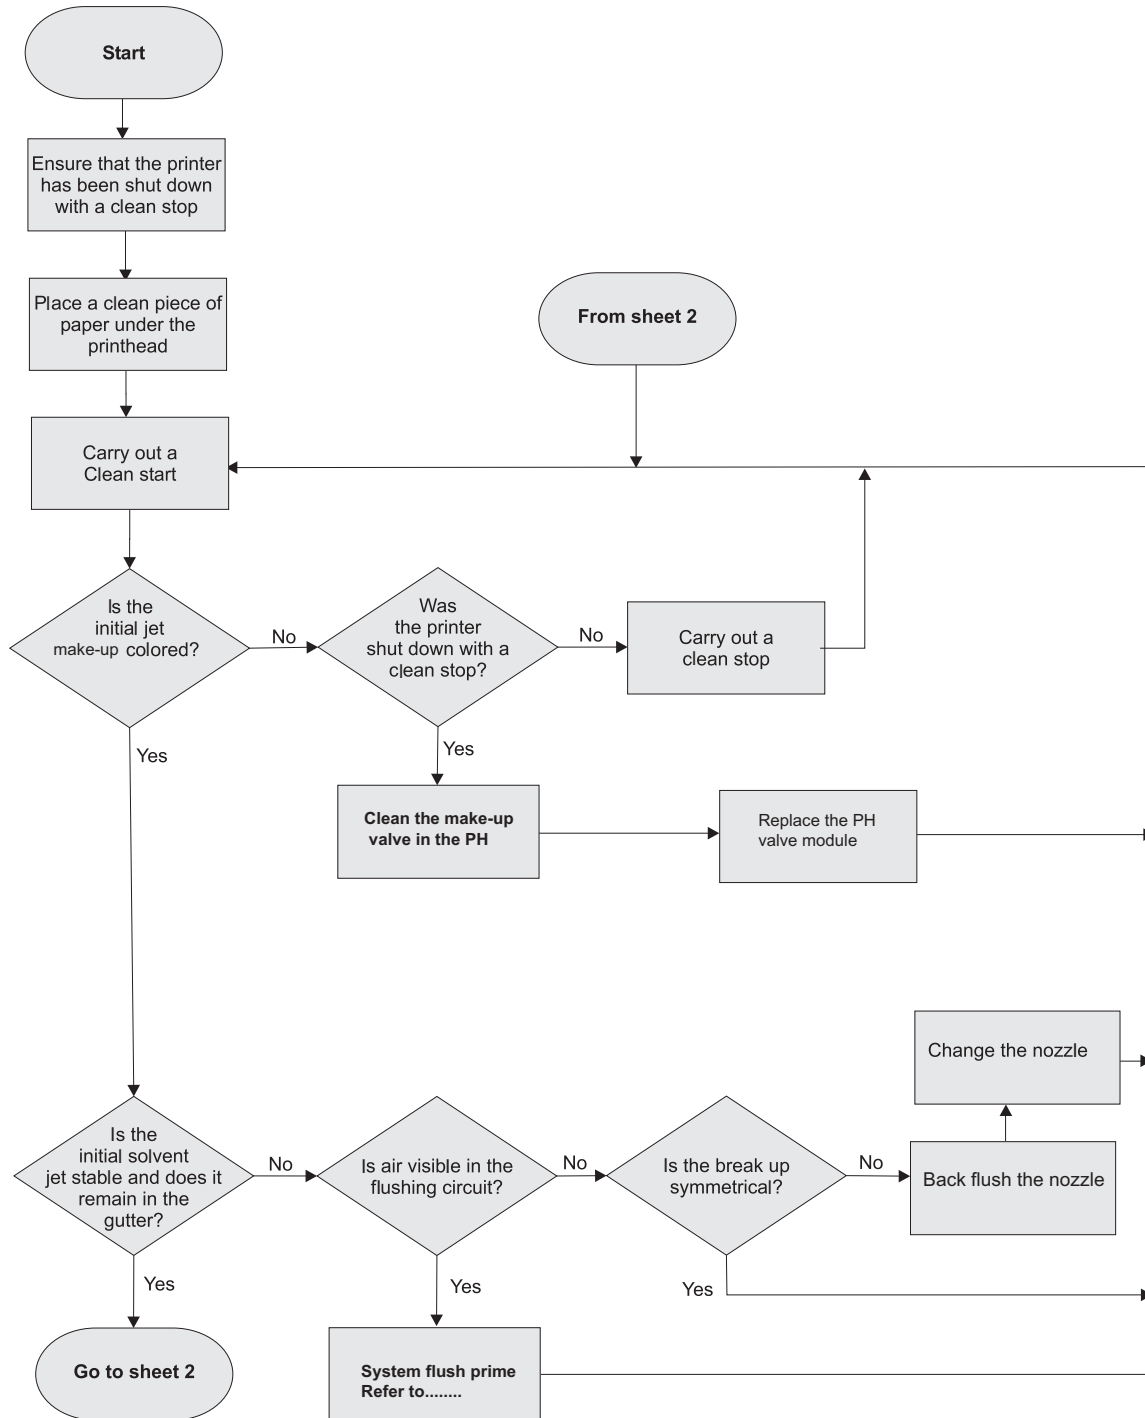 Start
Ensure that the printer
has been shut down
with a clean stop
Place a clean piece of
paper under the
printhead
From sheet 2
Carry out a
Clean start
Is the
initial jet
make-up colored?
No
Was
the printer
shut down with a
clean stop?
No
Carry out a
clean stop
Yes
Yes
Clean the make-up
valve in the PH
Replace the PH
valve module
Change the nozzle
Is the
initial solvent
jet stable and does it
remain in the
gutter?
No
Is air visible in the
flushing circuit?
No
Is the break up
symmetrical?
No
Back flush the nozzle
Yes
Yes
Yes
Go to sheet 2
System flush prime
Refer to........